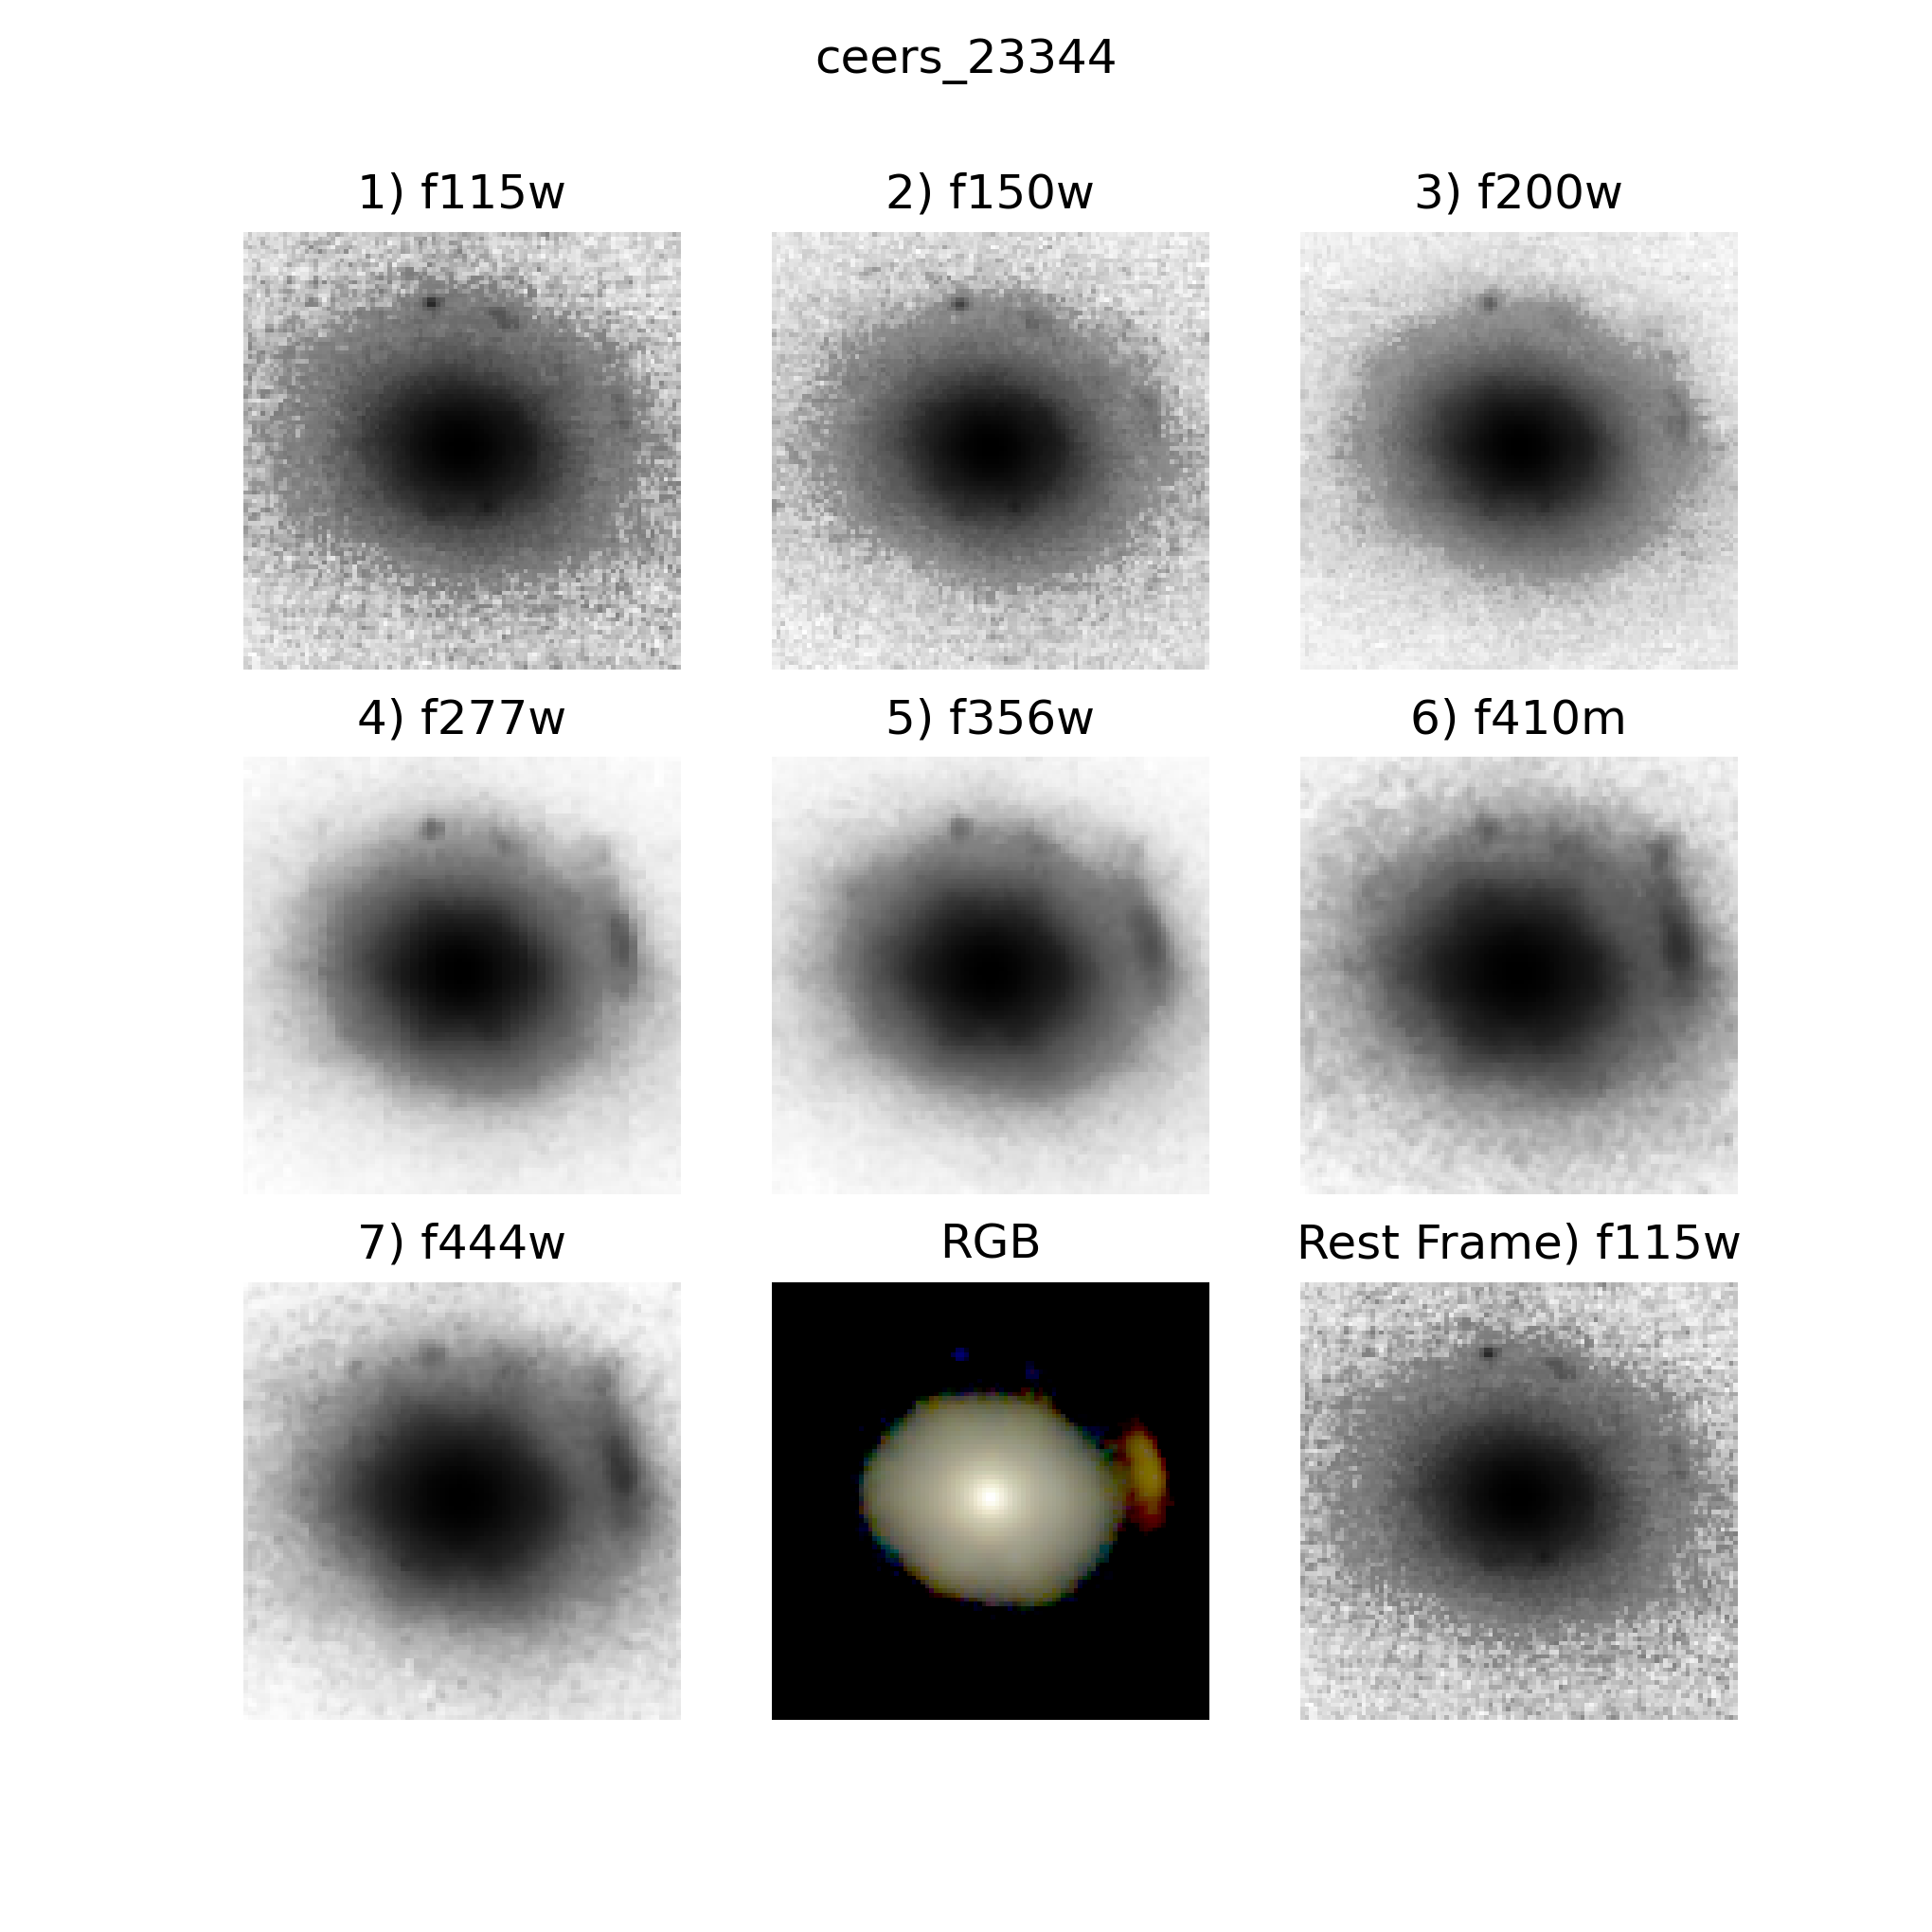 ceers_23344
1) f115w
2) f150w
3) f200w
4) f277w
5) f356w
6) f410m
7) f444w
RGB
Rest Frame) f115w